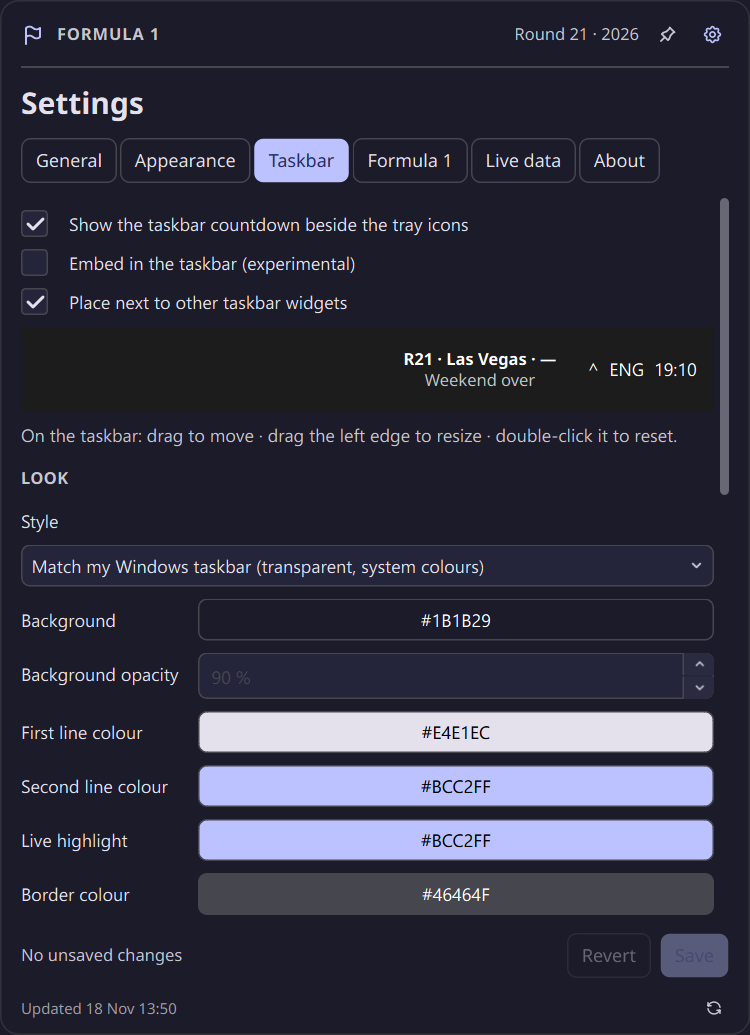 FORMULA 1
Round 21 · 2026
Settings
General
Appearance
Taskbar
Formula 1
Live data
About
Show the taskbar countdown beside the tray icons
Embed in the taskbar (experimental)
Place next to other taskbar widgets
R21 · Las Vegas · —
Weekend over
^ ENG 19:10
On the taskbar: drag to move · drag the left edge to resize · double-click it to reset.
LOOK
Style
Match my Windows taskbar (transparent, system colours)
Background
#1B1B29
Background opacity
90 %
First line colour
#E4E1EC
Second line colour
#BCC2FF
Live highlight
#BCC2FF
Border colour
#46464F
No unsaved changes
Revert
Save
Updated 18 Nov 13:50